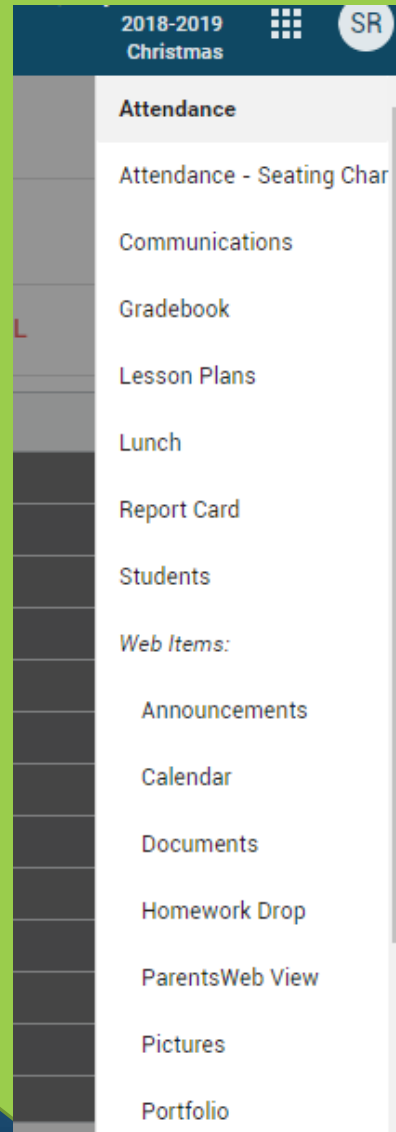 2018-2019
SR
Christmas
Attendance
Attendance - Seating Char
Communications
Gradebook
L
Lesson Plans
Lunch
Report Card
Students
Web Items:
Announcements
Calendar
Documents
Homework Drop
ParentsWeb View
Pictures
Portfolio